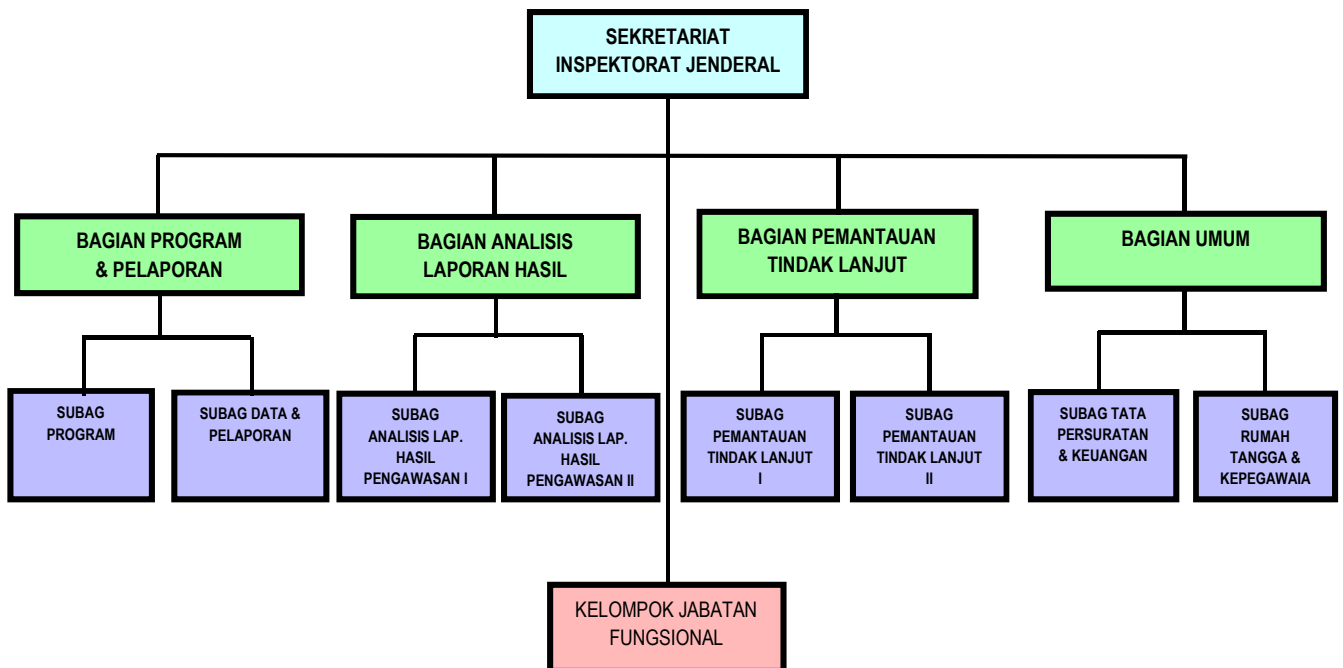 SEKRETARIAT
INSPEKTORAT JENDERAL
BAGIAN PROGRAM
& PELAPORAN
BAGIAN ANALISIS
LAPORAN HASIL
BAGIAN PEMANTAUAN
TINDAK LANJUT
BAGIAN UMUM
SUBAG
PROGRAM
SUBAG DATA &
PELAPORAN
SUBAG
ANALISIS LAP.
HASIL
PENGAWASAN I
SUBAG
ANALISIS LAP.
HASIL
PENGAWASAN II
SUBAG
PEMANTAUAN
TINDAK LANJUT
I
SUBAG
PEMANTAUAN
TINDAK LANJUT
II
SUBAG TATA
PERSURATAN
& KEUANGAN
SUBAG
RUMAH
TANGGA &
KEPEGAWAIA
KELOMPOK JABATAN
FUNGSIONAL